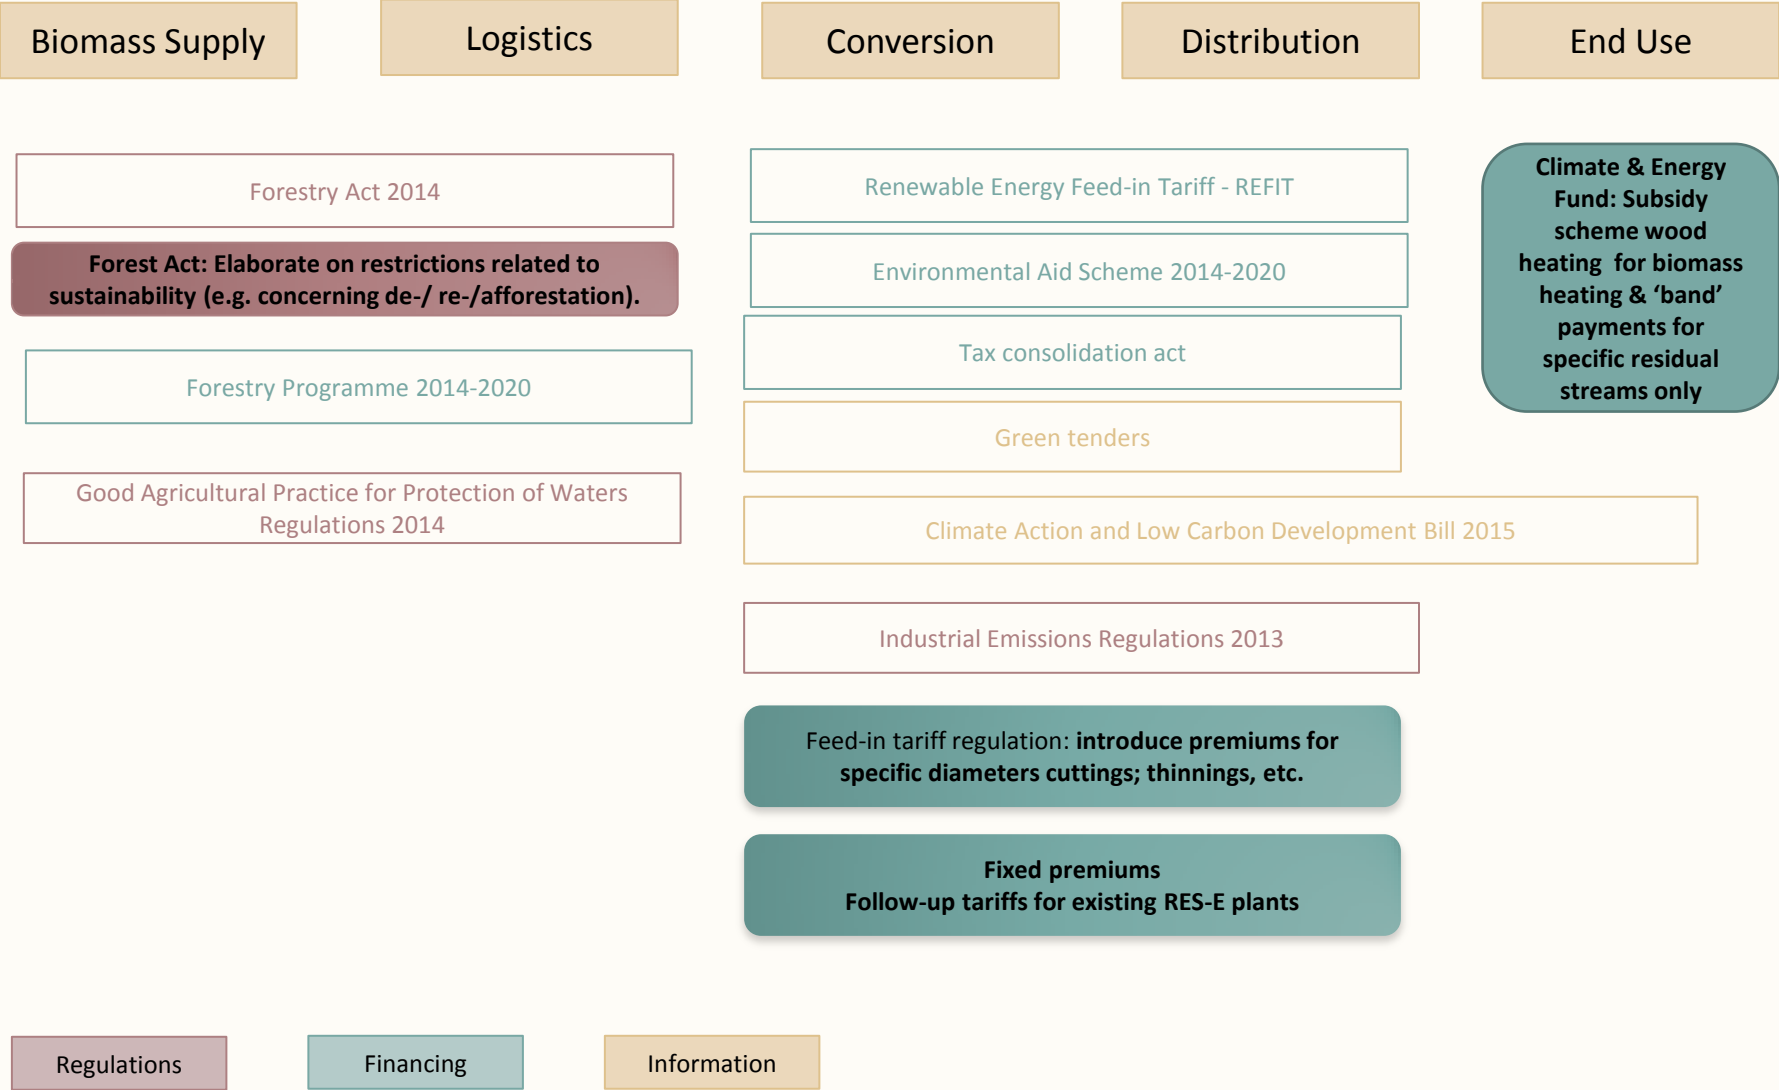 Biomass Supply
Logistics
Conversion
Distribution
End Use
Forestry Act 2014
Forest Act: Elaborate on restrictions related to
sustainability (e.g. concerning de-/ re-/afforestation).
Forestry Programme 2014-2020
Good Agricultural Practice for Protection of Waters
Regulations 2014
Renewable Energy Feed-in Tariff - REFIT
Environmental Aid Scheme 2014-2020
Tax consolidation act
Green tenders
Climate Action and Low Carbon Development Bill 2015
Industrial Emissions Regulations 2013
Feed-in tariff regulation: introduce premiums for
specific diameters cuttings; thinnings, etc.
Fixed premiums
Follow-up tariffs for existing RES-E plants
Climate & Energy
Fund: Subsidy
scheme wood
heating  for biomass
heating & ‘band’
payments for
specific residual
streams only
Regulations
Financing
Information